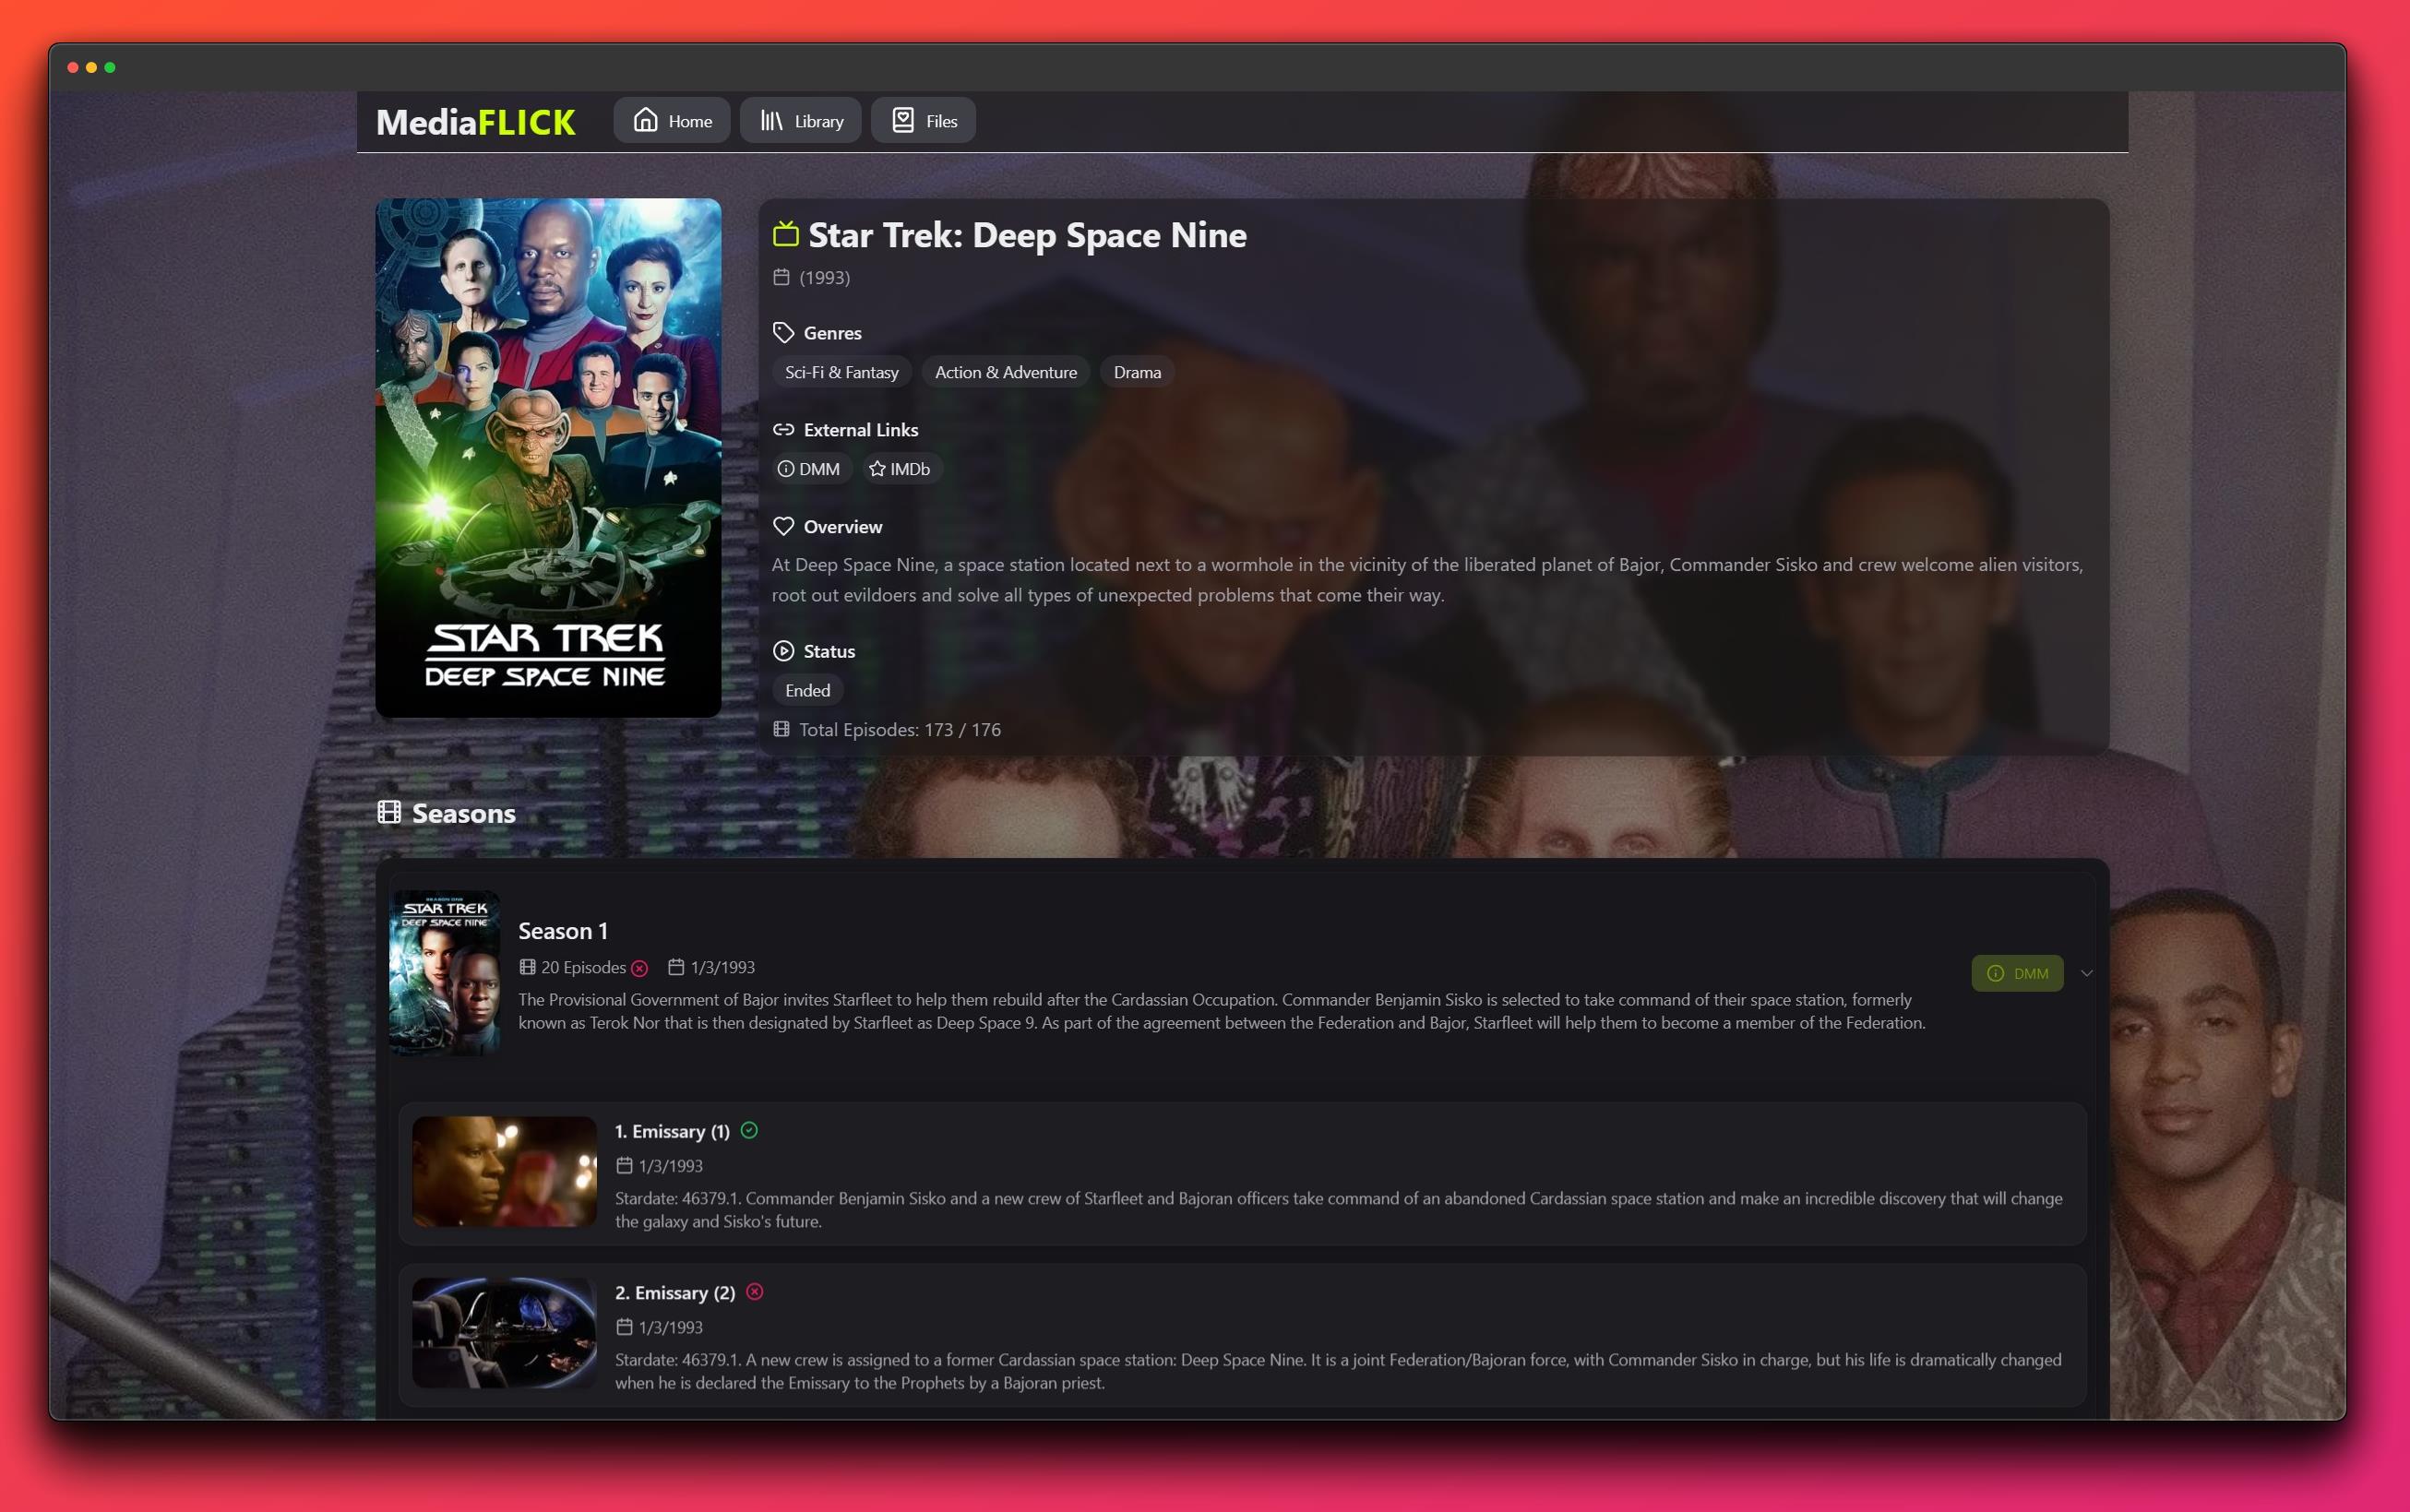 MediaFLICK
Home
Library
Files
STAR TREK
DEEP SPACE NINE
Star Trek: Deep Space Nine
(1993)
Genres
Sci-Fi & Fantasy
Action & Adventure
Drama
External Links
DMM
IMDb
Overview
At Deep Space Nine, a space station located next to a wormhole in the vicinity of the liberated planet of Bajor, Commander Sisko and crew welcome alien visitors,
root out evildoers and solve all types of unexpected problems that come their way.
Status
Ended
Total Episodes: 173 / 176
Seasons
SEASON ONE
STAR TREK
DEEP SPACE NINE
Season 1
20 Episodes
1/3/1993
The Provisional Government of Bajor invites Starfleet to help them rebuild after the Cardassian Occupation. Commander Benjamin Sisko is selected to take command of their space station, formerly
known as Terok Nor that is then designated by Starfleet as Deep Space 9. As part of the agreement between the Federation and Bajor, Starfleet will help them to become a member of the Federation.
DMM
1. Emissary (1)
1/3/1993
Stardate: 46379.1. Commander Benjamin Sisko and a new crew of Starfleet and Bajoran officers take command of an abandoned Cardassian space station and make an incredible discovery that will change
the galaxy and Sisko's future.
2. Emissary (2)
1/3/1993
Stardate: 46379.1. A new crew is assigned to a former Cardassian space station: Deep Space Nine. It is a joint Federation/Bajoran force, with Commander Sisko in charge, but his life is dramatically changed
when he is declared the Emissary to the Prophets by a Bajoran priest.